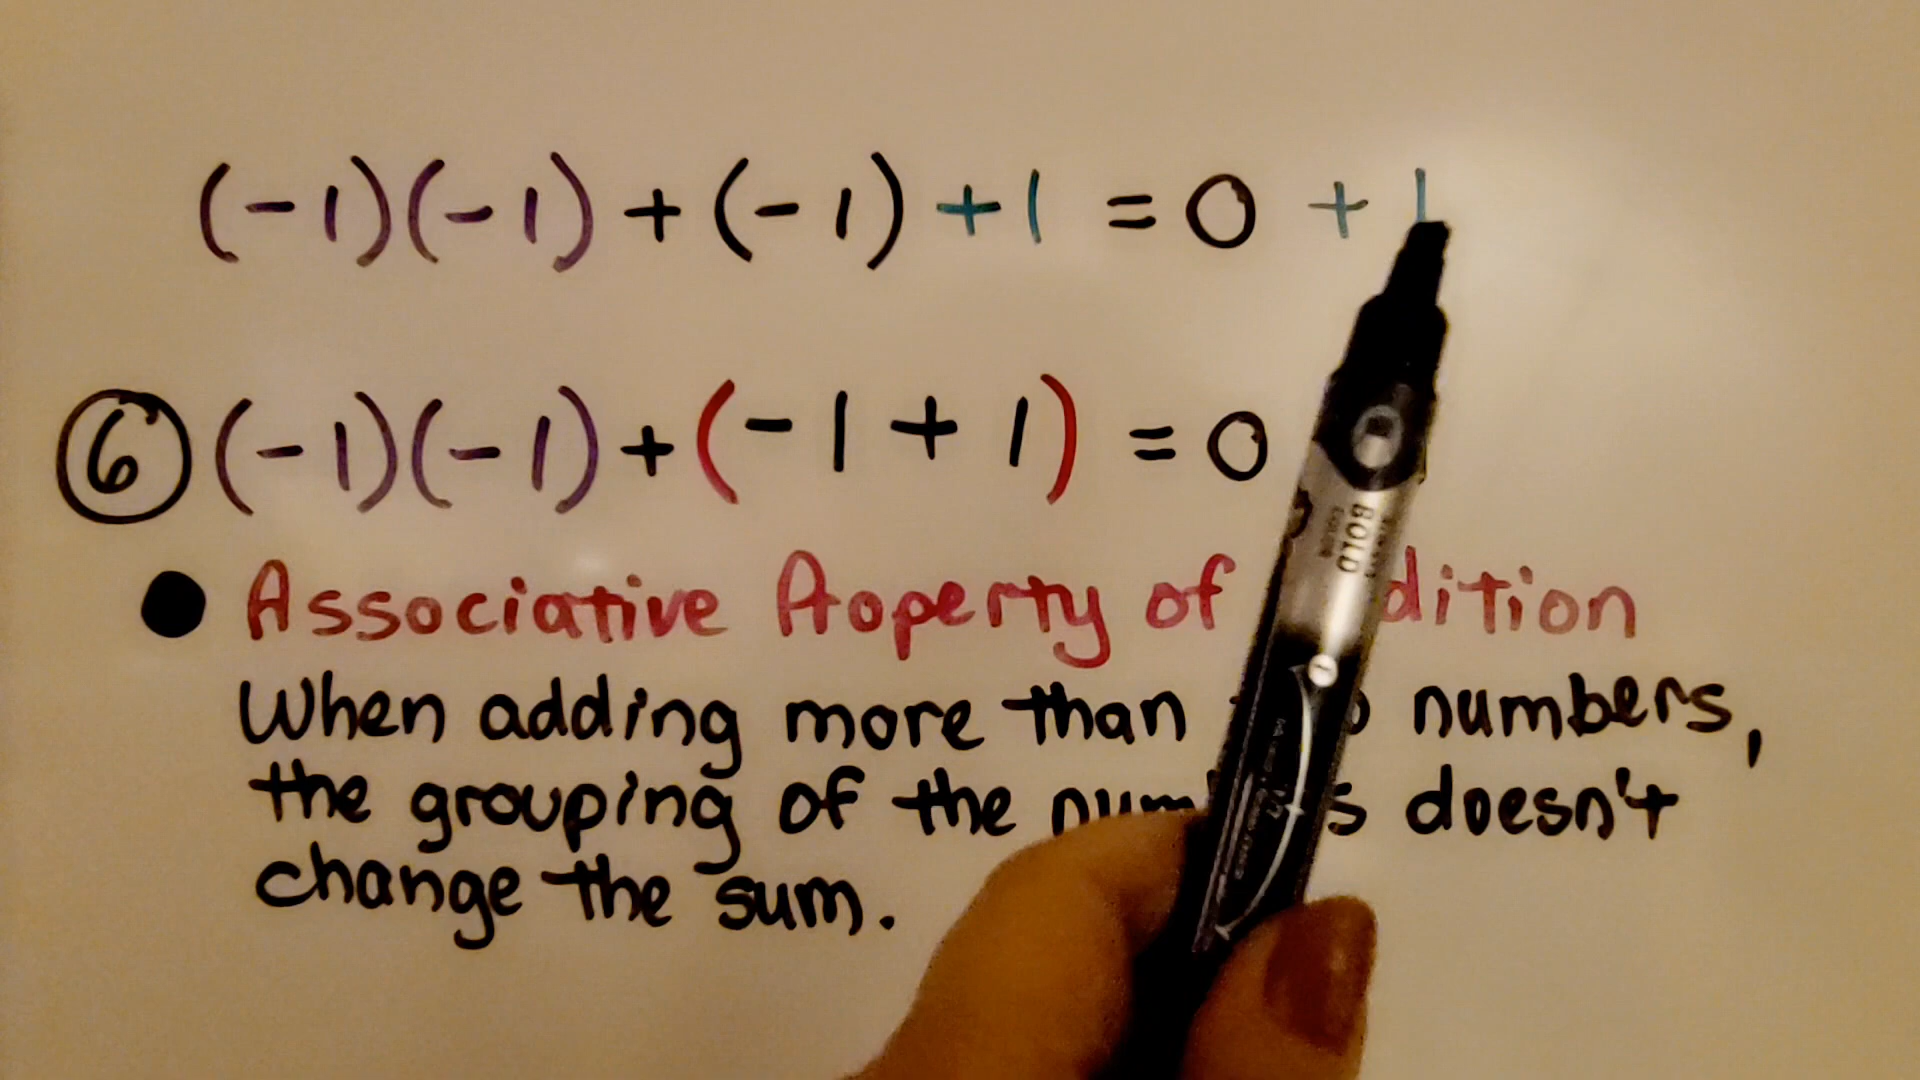 (-1)(-1) + (-1) + 1 = 0 + 1
6 (-1)(-1) + (-1 + 1) = 0
• Associative Property of
When adding more than numbers,
the grouping of the doesn't
change the sum.
BOLD